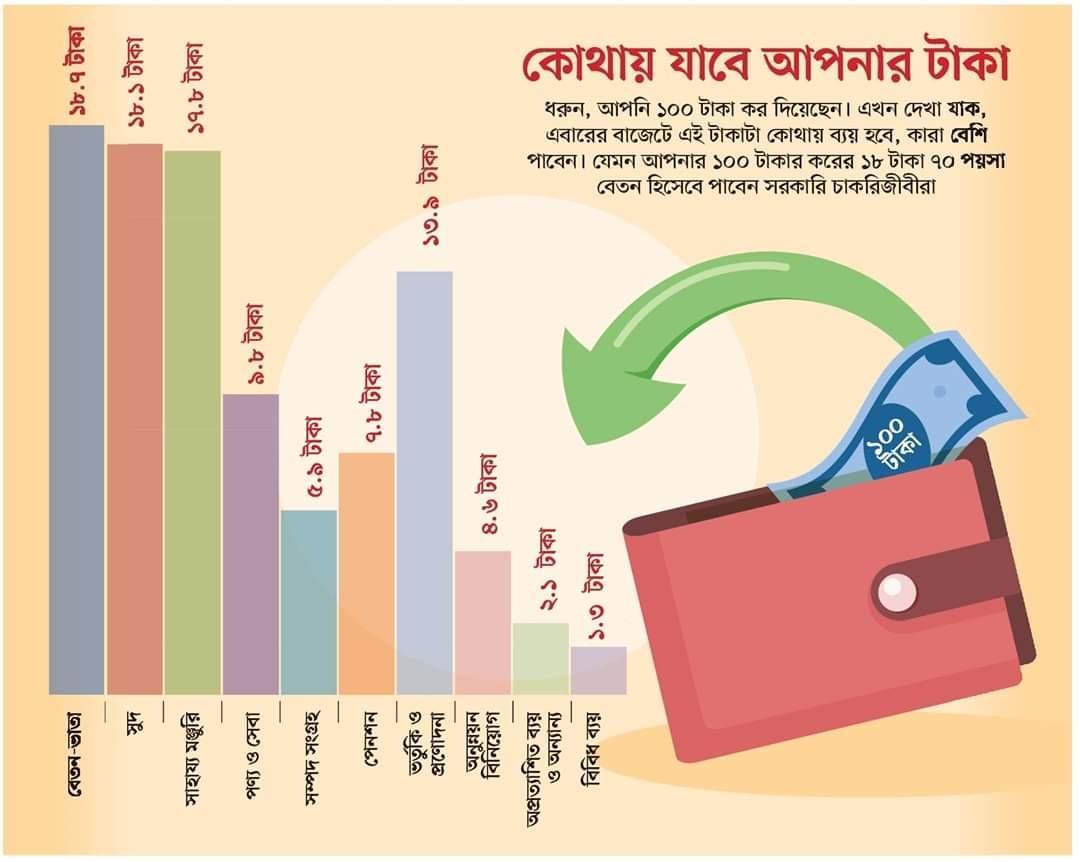 কোথায় যাবে আপনার টাকা
ধরুন, আপনি ১০০ টাকা কর দিয়েছেন। এখন দেখা যাক,
এবারের বাজেটে এই টাকাটা কোথায় ব্যয় হবে, কারা বেশি
পাবেন। যেমন আপনার ১০০ টাকার করের ১৮ টাকা ৭০ পয়সা
বেতন হিসেবে পাবেন সরকারি চাকরিজীবীরা
১৮.৭ টাকা
১৮.১ টাকা
১৭.৮ টাকা
৯.৮ টাকা
৫.৯ টাকা
৭.৮ টাকা
১৩.৯ টাকা
৪.৬ টাকা
২.১ টাকা
১.৩ টাকা
১০০
টাকা
বেতন-ভাতা
সুদ
সাহায্য মঞ্জুরি
পণ্য ও সেবা
সম্পদ সংগ্রহ
পেনশন
ভর্তুকি ও
প্রণোদনা
অনুন্নয়ন
বিনিয়োগ
অপ্রত্যাশিত ব্যয়
ও অন্যান্য
বিবিধ ব্যয়